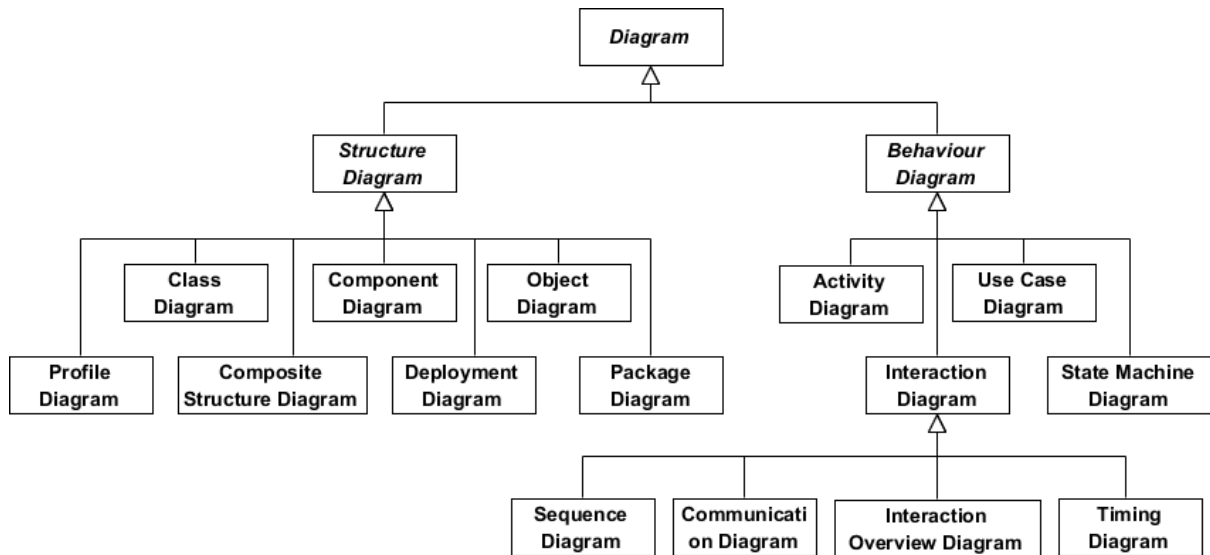 Diagram
Structure
Diagram
Behaviour
Diagram
Class
Diagram
Component
Diagram
Object
Diagram
Activity
Diagram
Use Case
Diagram
Profile
Diagram
Composite
Structure Diagram
Deployment
Diagram
Package
Diagram
Interaction
Diagram
State Machine
Diagram
Sequence
Diagram
Communicati
on Diagram
Interaction
Overview Diagram
Timing
Diagram